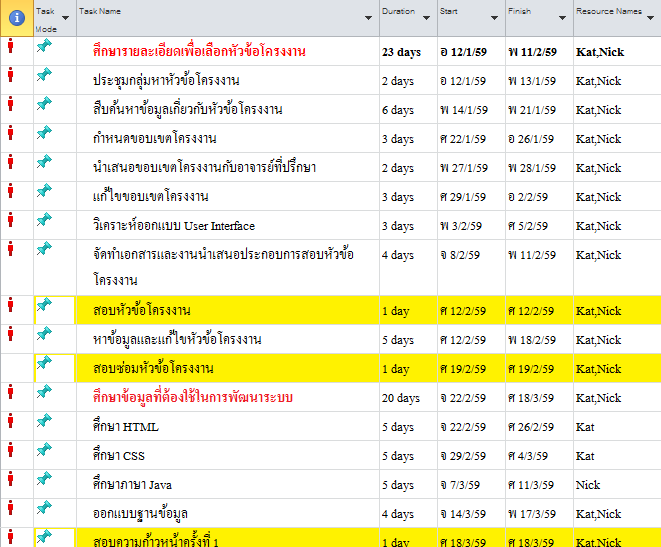 Task Mode Task Name Duration Start Finish Resource Names
ศึกษารายละเอียดเพื่อเลือกหัวข้อโครงงาน 23 days อ 12/1/59 พ 11/2/59 Kat,Nick
ประชุมกลุ่มหาหัวข้อโครงงาน 2 days อ 12/1/59 พ 13/1/59 Kat,Nick
สืบค้นหาข้อมูลเกี่ยวกับหัวข้อโครงงาน 6 days พ 14/1/59 พ 21/1/59 Kat,Nick
กำหนดขอบเขตโครงงาน 3 days ศ 22/1/59 อ 26/1/59 Kat,Nick
นำเสนอขอบเขตโครงงานกับอาจารย์ที่ปรึกษา 2 days พ 27/1/59 พ 28/1/59 Kat,Nick
แก้ไขขอบเขตโครงงาน 3 days ศ 29/1/59 อ 2/2/59 Kat,Nick
วิเคราะห์ออกแบบ User Interface 3 days พ 3/2/59 ศ 5/2/59 Kat,Nick
จัดทำเอกสารและงานนำเสนอประกอบการสอบหัวข้อ 4 days จ 8/2/59 พ 11/2/59 Kat,Nick
โครงงาน
สอบหัวข้อโครงงาน 1 day ศ 12/2/59 ศ 12/2/59 Kat,Nick
หาข้อมูลและแก้ไขหัวข้อโครงงาน 5 days ศ 12/2/59 พ 18/2/59 Kat,Nick
สอบซ่อมหัวข้อโครงงาน 1 day ศ 19/2/59 ศ 19/2/59 Kat,Nick
ศึกษาข้อมูลที่ต้องใช้ในการพัฒนาระบบ 20 days จ 22/2/59 ศ 18/3/59 Kat,Nick
ศึกษา HTML 5 days จ 22/2/59 ศ 26/2/59 Kat
ศึกษา CSS 5 days จ 29/2/59 ศ 4/3/59 Kat
ศึกษาภาษา Java 5 days จ 7/3/59 ศ 11/3/59 Nick
ออกแบบฐานข้อมูล 4 days จ 14/3/59 พ 17/3/59 Kat,Nick
สอบความก้าวหน้าครั้งที่ 1 1 day ศ 18/3/59 ศ 18/3/59 Kat,Nick